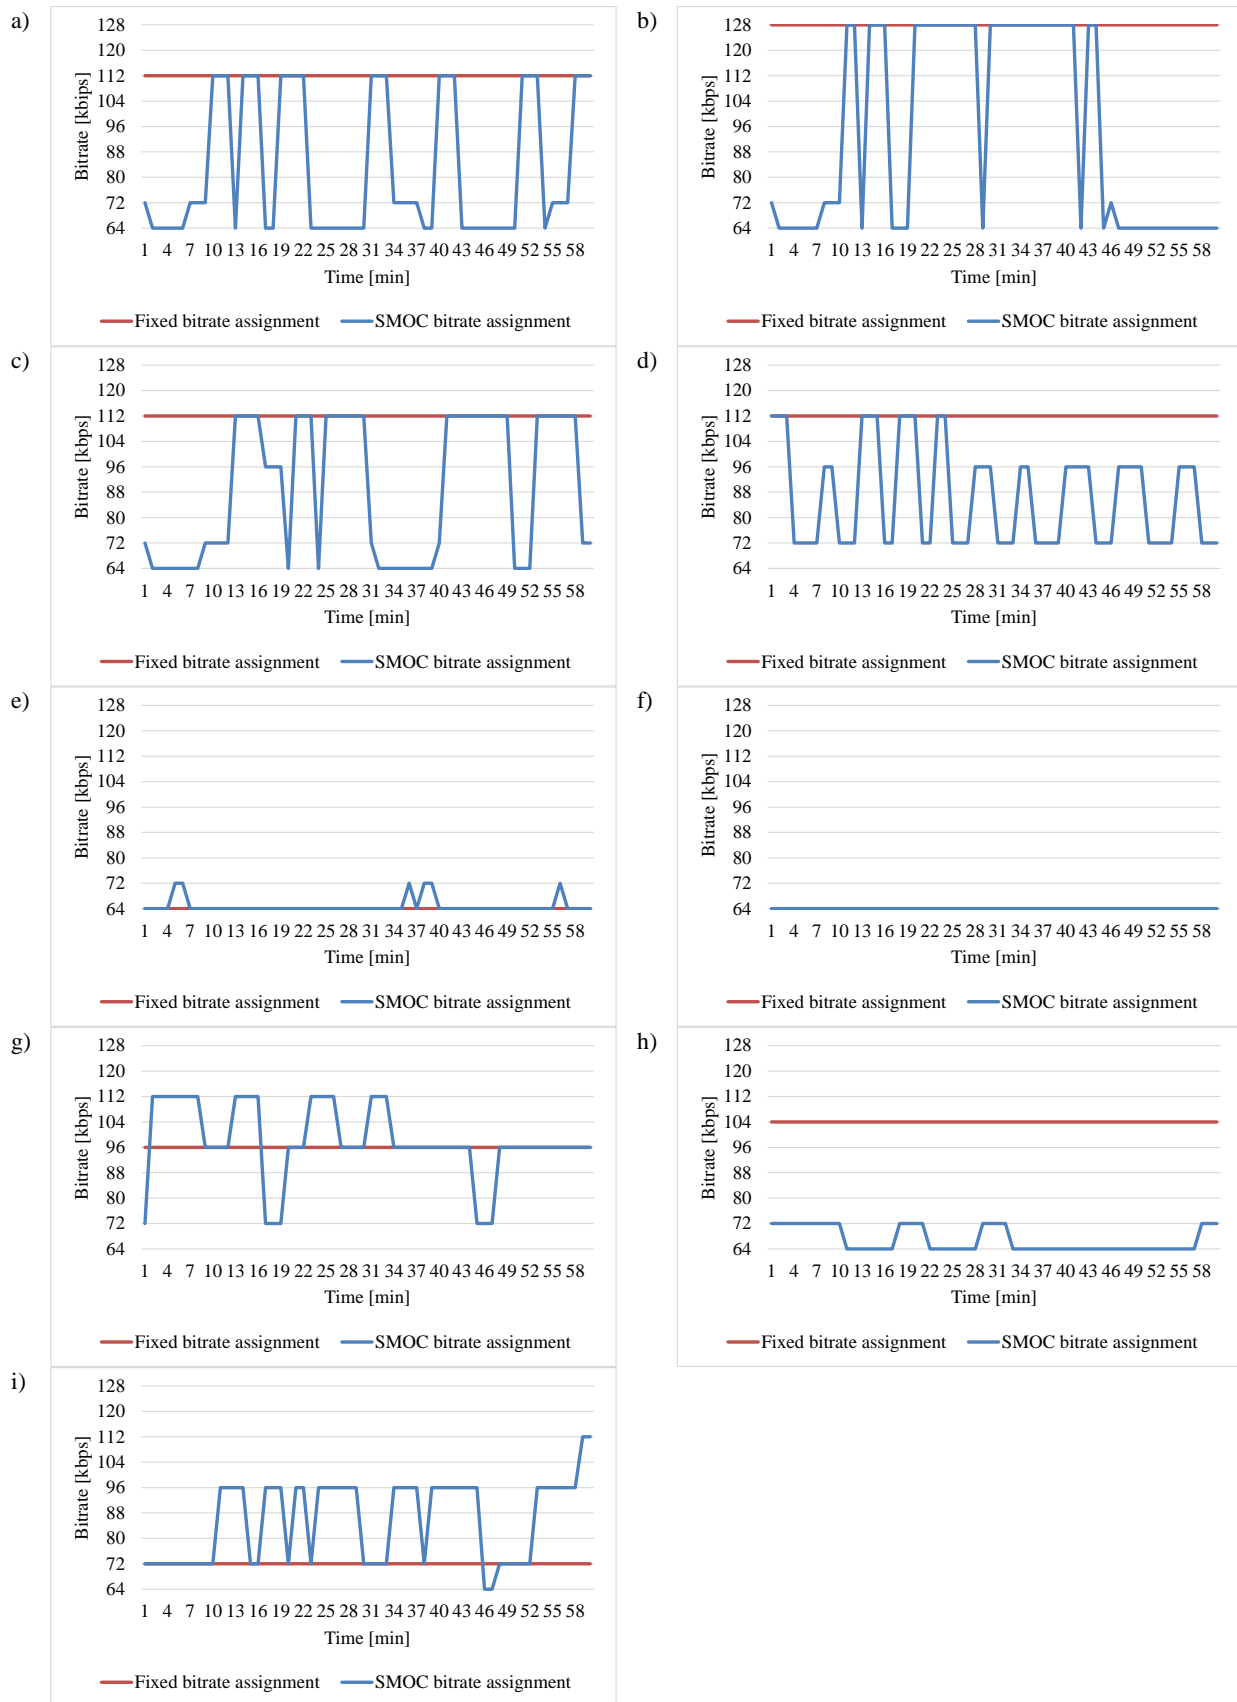 a)
Bitrate [kbips]
128
120
112
104
96
88
80
72
64
1 4 7 10 13 16 19 22 25 28 31 34 37 40 43 46 49 52 55 58
Time [min]
Fixed bitrate assignment SMOC bitrate assignment
b)
Bitrate [kbps]
128
120
112
104
96
88
80
72
64
1 4 7 10 13 16 19 22 25 28 31 34 37 40 43 46 49 52 55 58
Time [min]
Fixed bitrate assignment SMOC bitrate assignment
c)
Bitrate [kbps]
128
120
112
104
96
88
80
72
64
1 4 7 10 13 16 19 22 25 28 31 34 37 40 43 46 49 52 55 58
Time [min]
Fixed bitrate assignment SMOC bitrate assignment
d)
Bitrate [kbps]
128
120
112
104
96
88
80
72
64
1 4 7 10 13 16 19 22 25 28 31 34 37 40 43 46 49 52 55 58
Time [min]
Fixed bitrate assignment SMOC bitrate assignment
e)
Bitrate [kbps]
128
120
112
104
96
88
80
72
64
1 4 7 10 13 16 19 22 25 28 31 34 37 40 43 46 49 52 55 58
Time [min]
Fixed bitrate assignment SMOC bitrate assignment
f)
Bitrate [kbps]
128
120
112
104
96
88
80
72
64
1 4 7 10 13 16 19 22 25 28 31 34 37 40 43 46 49 52 55 58
Time [min]
Fixed bitrate assignment SMOC bitrate assignment
g)
Bitrate [kbps]
128
120
112
104
96
88
80
72
64
1 4 7 10 13 16 19 22 25 28 31 34 37 40 43 46 49 52 55 58
Time [min]
Fixed bitrate assignment SMOC bitrate assignment
h)
Bitrate [kbps]
128
120
112
104
96
88
80
72
64
1 4 7 10 13 16 19 22 25 28 31 34 37 40 43 46 49 52 55 58
Time [min]
Fixed bitrate assignment SMOC bitrate assignment
i)
Bitrate [kbps]
128
120
112
104
96
88
80
72
64
1 4 7 10 13 16 19 22 25 28 31 34 37 40 43 46 49 52 55 58
Time [min]
Fixed bitrate assignment SMOC bitrate assignment